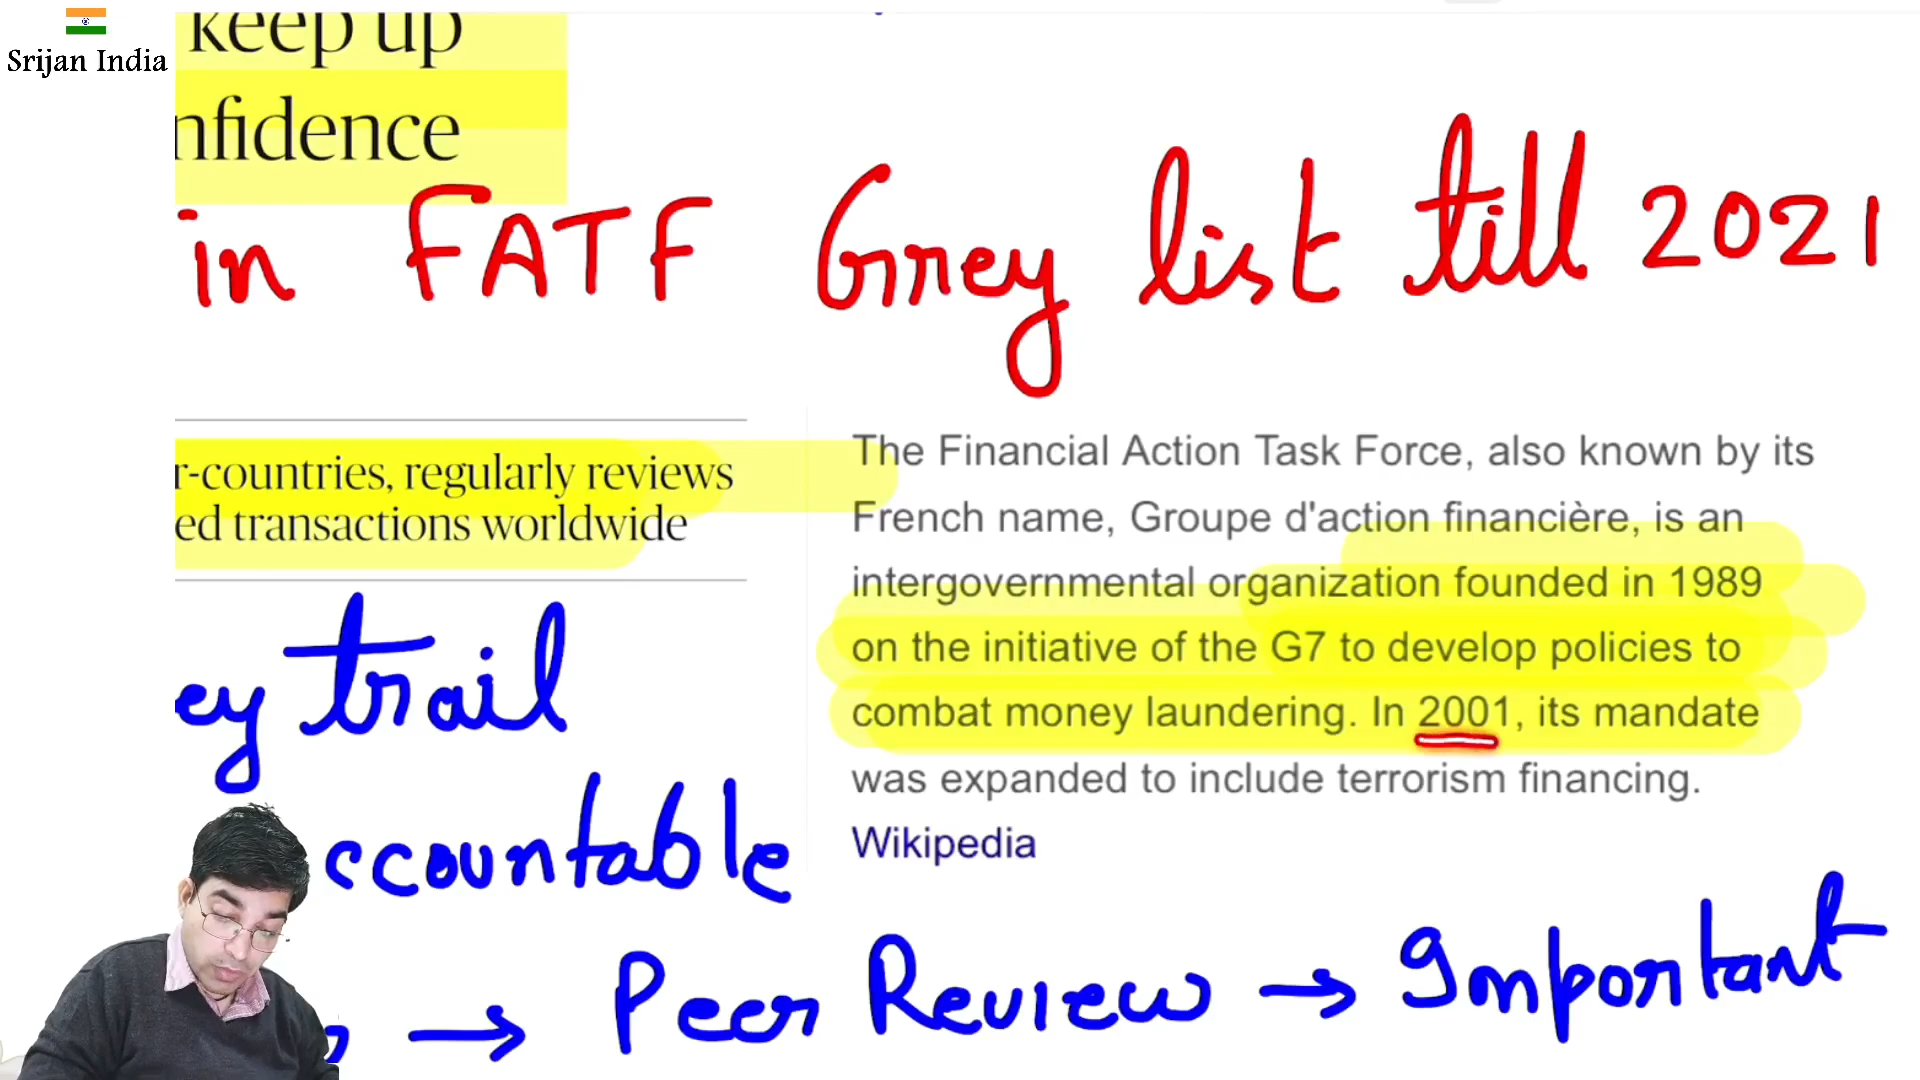 Srijan India
keep up
nfidence
in FATF Grey list till 2021
r-countries, regularly reviews
ed transactions worldwide
The Financial Action Task Force, also known by its
French name, Groupe d'action financière, is an
intergovernmental organization founded in 1989
on the initiative of the G7 to develop policies to
combat money laundering. In 2001, its mandate
was expanded to include terrorism financing.
Wikipedia
ey trail
ccountable
→ Peer Review → Important